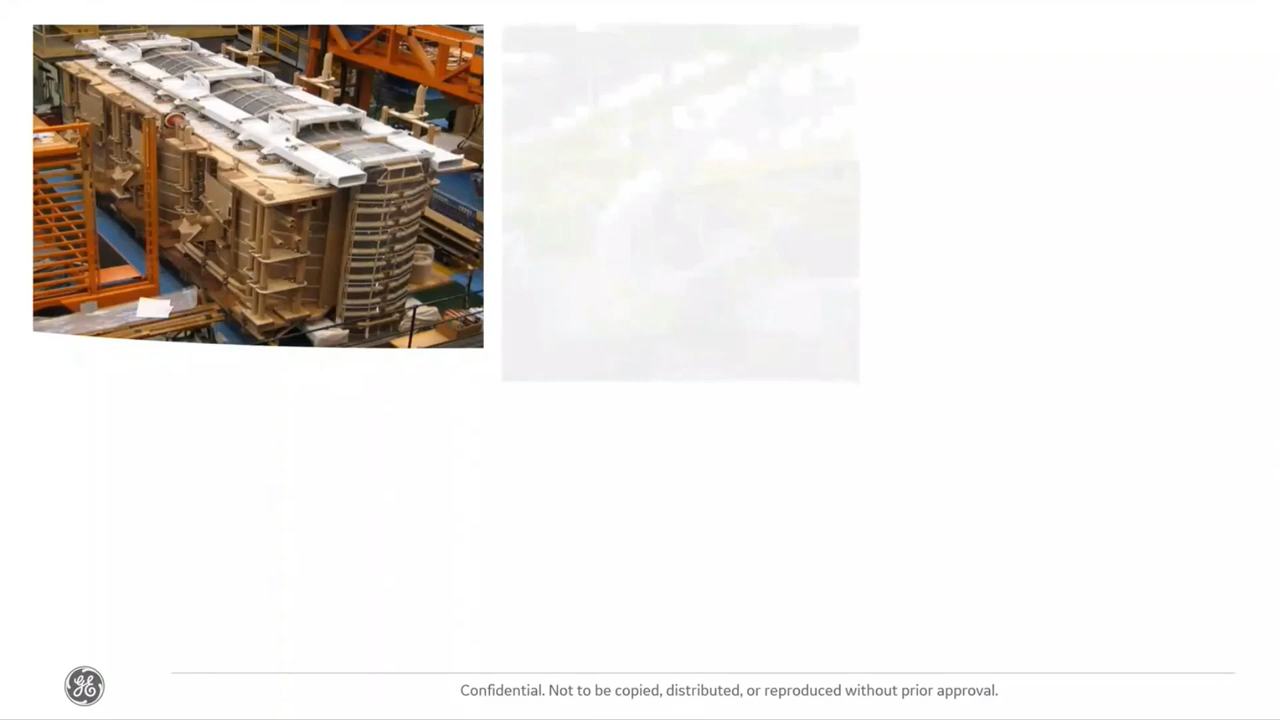 Confidential. Not to be copied, distributed, or reproduced without prior approval.